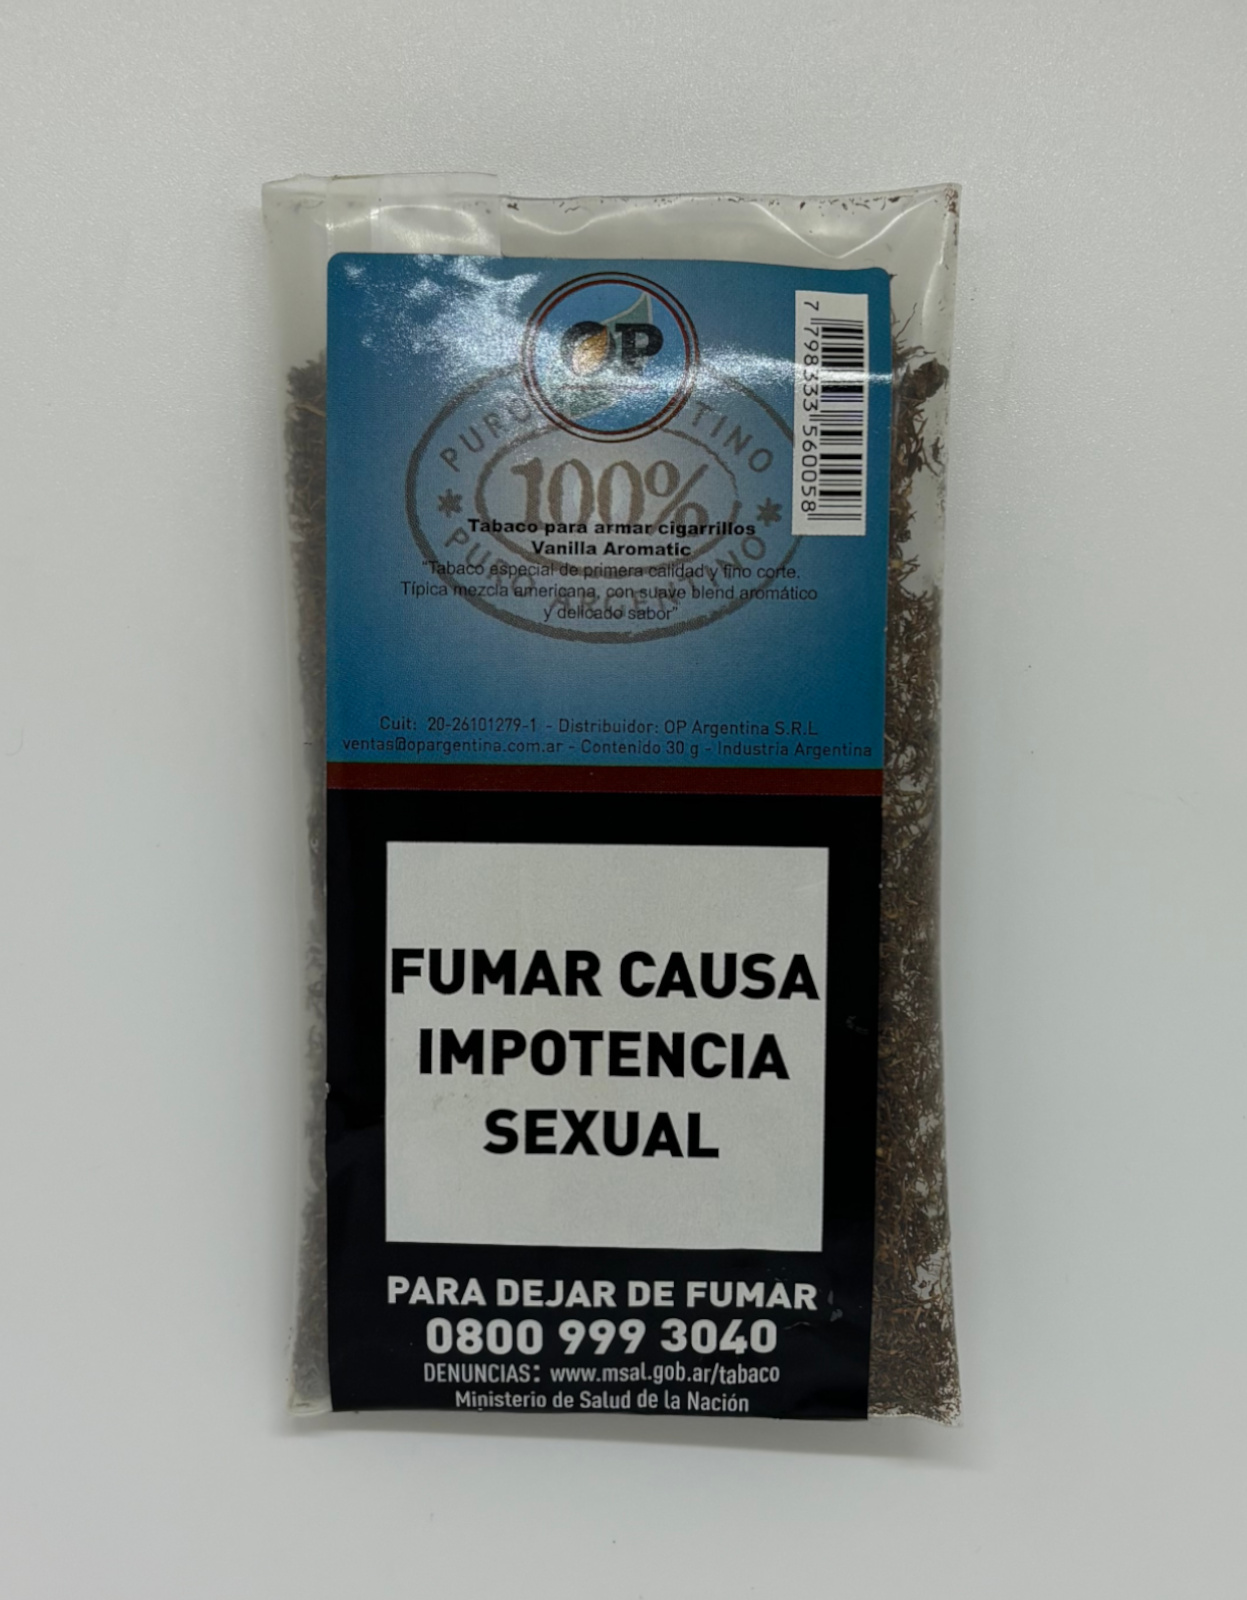 OP
PURO ARGENTINO
100%
PURO ARGENTINO
7 798333 560058
Tabaco para armar cigarrillos
Vanilla Aromatic
"Tabaco especial de primera calidad y fino corte.
Típica mezcla americana, con suave blend aromático
y delicado sabor"
Cuit: 20-26101279-1 - Distribuidor: OP Argentina S.R.L
ventas@opargentina.com.ar - Contenido 30 g - Industria Argentina
FUMAR CAUSA
IMPOTENCIA
SEXUAL
PARA DEJAR DE FUMAR
0800 999 3040
DENUNCIAS: www.msal.gob.ar/tabaco
Ministerio de Salud de la Nación